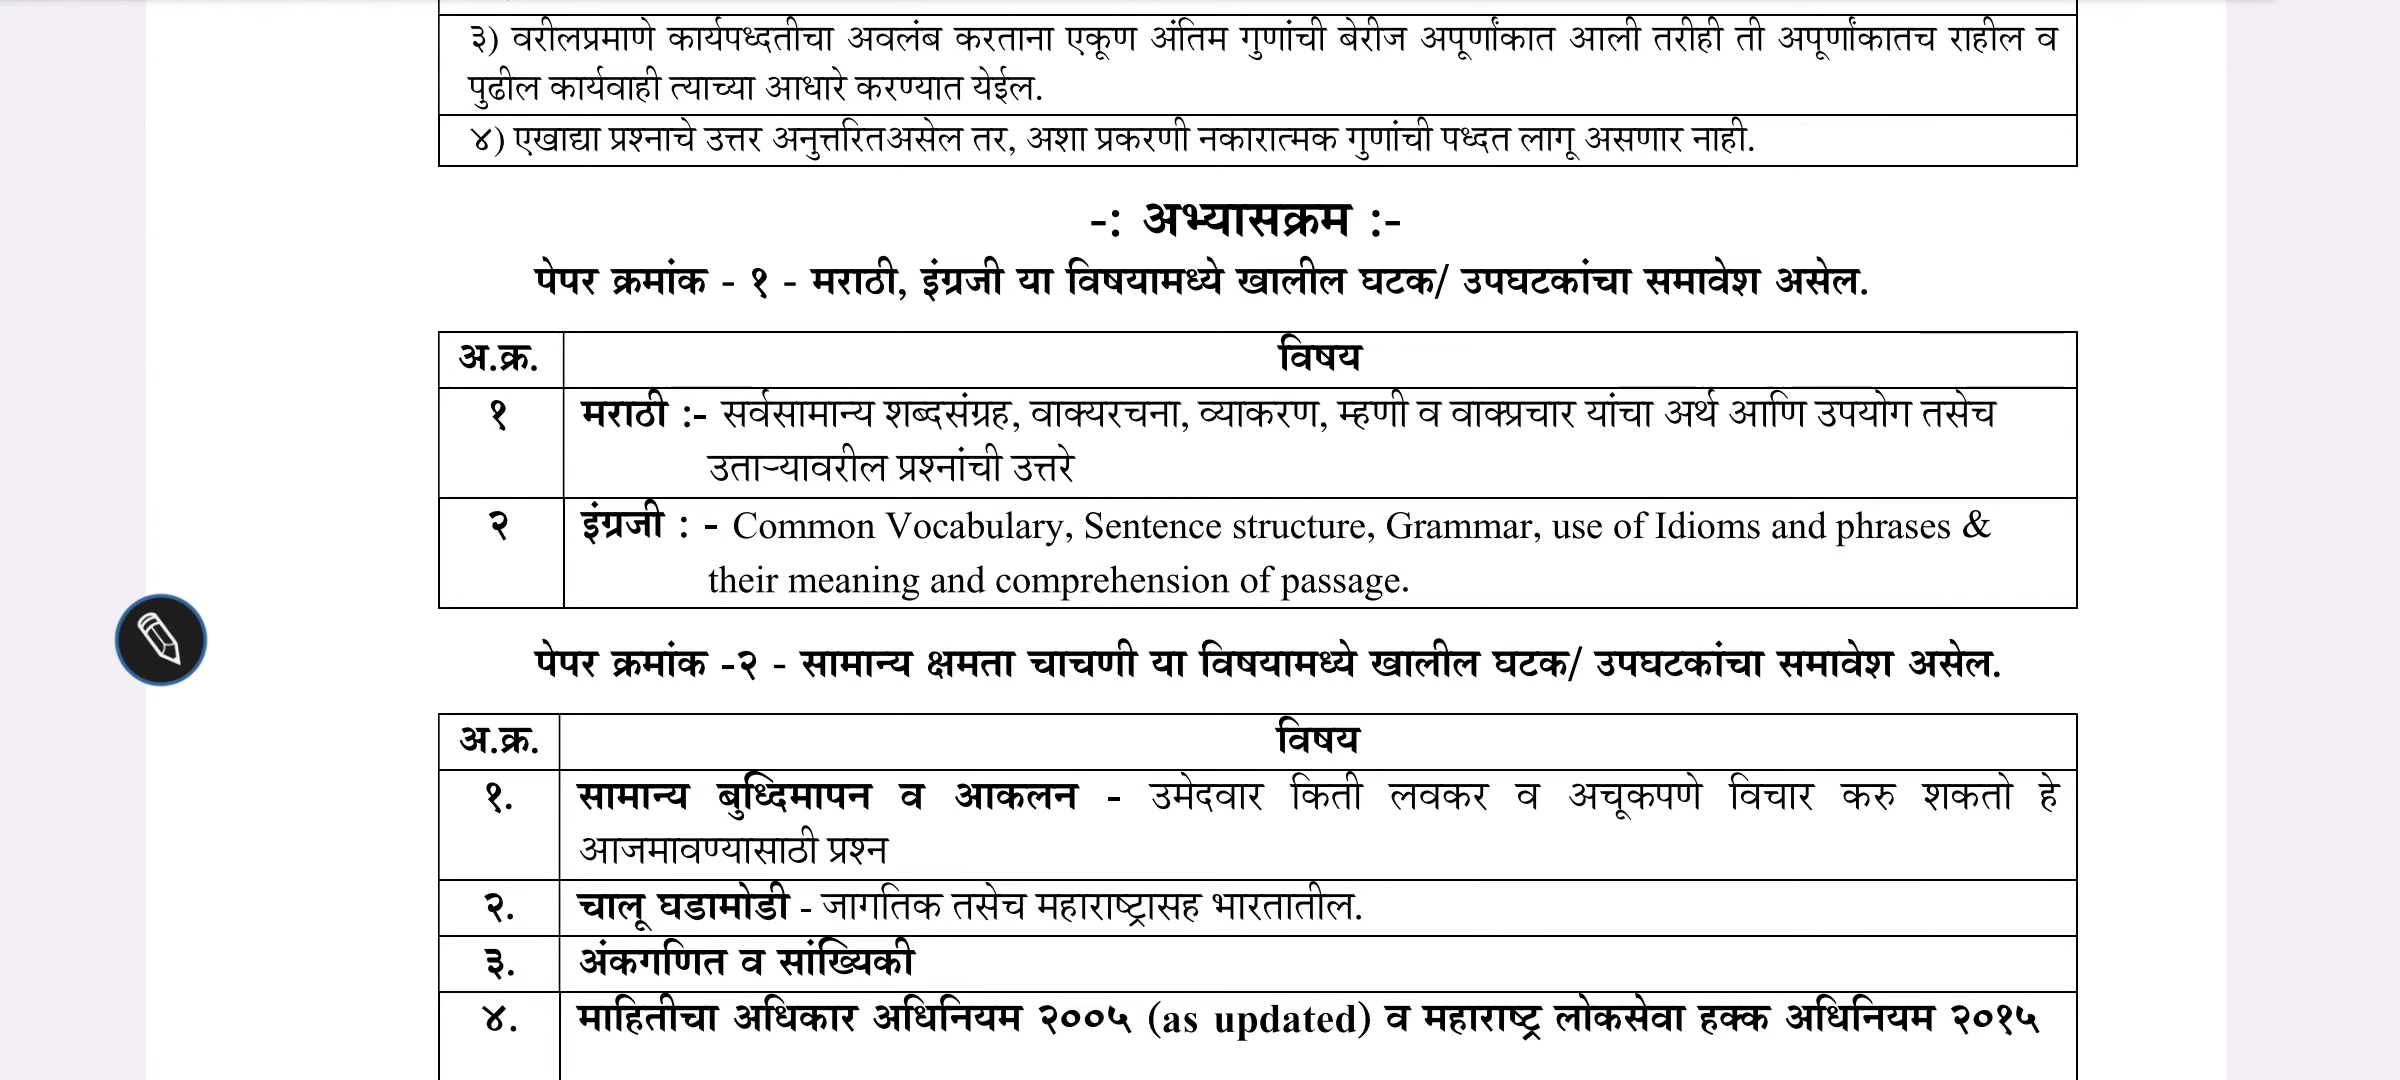 ३) वरीलप्रमाणे कार्यपध्दतीचा अवलंब करताना एकूण अंतिम गुणांची बेरीज अपूर्णांकात आली तरीही ती अपूर्णांकातच राहील व
पुढील कार्यवाही त्याच्या आधारे करण्यात येईल.
४) एखाद्या प्रश्नाचे उत्तर अनुत्तरितअसेल तर, अशा प्रकरणी नकारात्मक गुणांची पध्दत लागू असणार नाही.
-: अभ्यासक्रम :-
पेपर क्रमांक - १ - मराठी, इंग्रजी या विषयामध्ये खालील घटक/ उपघटकांचा समावेश असेल.
अ.क्र. विषय
१ मराठी :- सर्वसामान्य शब्दसंग्रह, वाक्यरचना, व्याकरण, म्हणी व वाक्प्रचार यांचा अर्थ आणि उपयोग तसेच
उताऱ्यावरील प्रश्नांची उत्तरे
२ इंग्रजी : - Common Vocabulary, Sentence structure, Grammar, use of Idioms and phrases &
their meaning and comprehension of passage.
पेपर क्रमांक -२ - सामान्य क्षमता चाचणी या विषयामध्ये खालील घटक/ उपघटकांचा समावेश असेल.
अ.क्र. विषय
१. सामान्य बुध्दिमापन व आकलन - उमेदवार किती लवकर व अचूकपणे विचार करु शकतो हे
आजमावण्यासाठी प्रश्न
२. चालू घडामोडी - जागतिक तसेच महाराष्ट्रासह भारतातील.
३. अंकगणित व सांख्यिकी
४. माहितीचा अधिकार अधिनियम २००५ (as updated) व महाराष्ट्र लोकसेवा हक्क अधिनियम २०१५